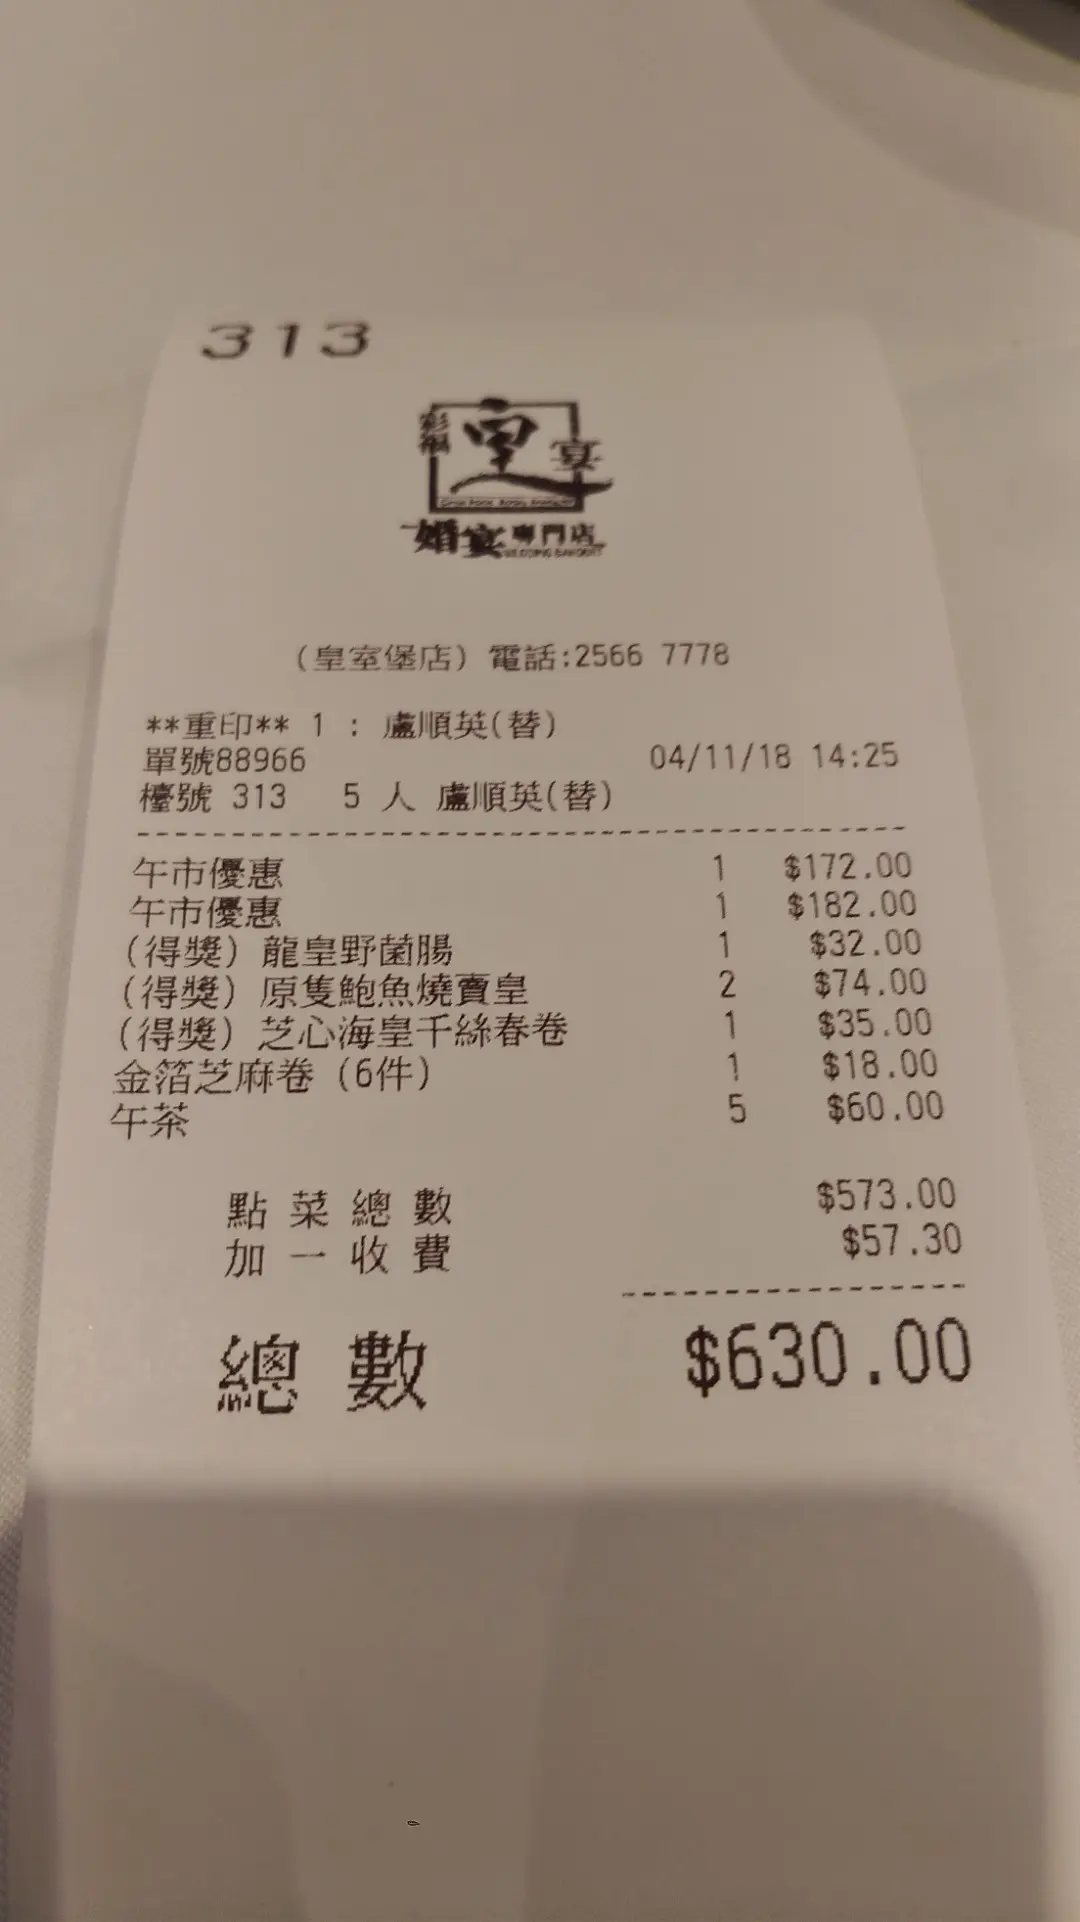 313
彩福
皇
宴
婚宴專門店
WEDDING BANQUET
(皇室堡店) 電話:2566 7778
**重印** 1 : 盧順英(替)
單號88966 04/11/18 14:25
檯號 313 5 人 盧順英(替)
午市優惠 1 $172.00
午市優惠 1 $182.00
(得獎) 龍皇野菌腸 1 $32.00
(得獎) 原隻鮑魚燒賣皇 2 $74.00
(得獎) 芝心海皇千絲春卷 1 $35.00
金箔芝麻卷 (6件) 1 $18.00
午茶 5 $60.00
點菜總數 $573.00
加一收費 $57.30
總數 $630.00